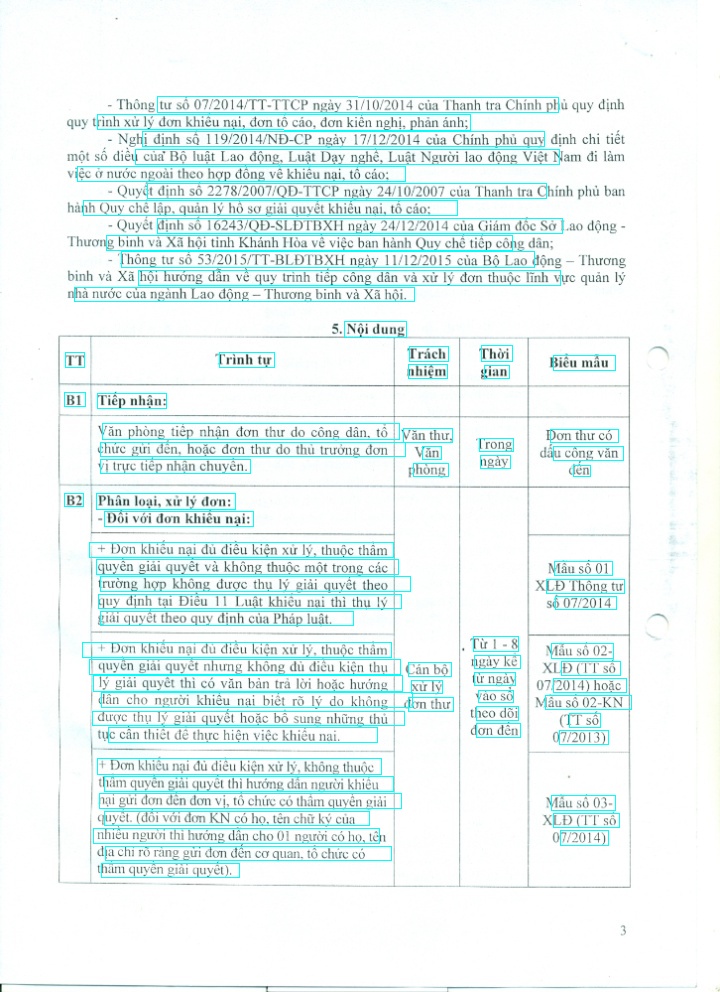 - Thông tư số 07/2014/TT-TTCP ngày 31/10/2014 của Thanh tra Chính phủ quy định
quy trình xử lý đơn khiếu nại, đơn tố cáo, đơn kiến nghị, phản ánh;
- Nghị định số 119/2014/NĐ-CP ngày 17/12/2014 của Chính phủ quy định chi tiết
một số điều của Bộ luật Lao động, Luật Dạy nghề, Luật Người lao động Việt Nam đi làm
việc ở nước ngoài theo hợp đồng về khiếu nại, tố cáo;
- Quyết định số 2278/2007/QĐ-TTCP ngày 24/10/2007 của Thanh tra Chính phủ ban
hành Quy chế lập, quản lý hồ sơ giải quyết khiếu nại, tố cáo;
- Quyết định số 16243/QĐ-SLĐTBXH ngày 24/12/2014 của Giám đốc Sở Lao động -
Thương binh và Xã hội tỉnh Khánh Hòa về việc ban hành Quy chế tiếp công dân;
- Thông tư số 53/2015/TT-BLĐTBXH ngày 11/12/2015 của Bộ Lao động – Thương
binh và Xã hội hướng dẫn về quy trình tiếp công dân và xử lý đơn thuộc lĩnh vực quản lý
nhà nước của ngành Lao động – Thương binh và Xã hội.
5. Nội dung
TT
Trình tự
Trách
nhiệm
Thời
gian
Biểu mẫu
B1
Tiếp nhận:
Văn phòng tiếp nhận đơn thư do công dân, tổ
chức gửi đến, hoặc đơn thư do thủ trưởng đơn
vị trực tiếp nhận chuyển.
Văn thư,
Văn
phòng
Trong
ngày
Đơn thư có
dấu công văn
đến
B2
Phân loại, xử lý đơn:
- Đối với đơn khiếu nại:
+ Đơn khiếu nại đủ điều kiện xử lý, thuộc thẩm
quyền giải quyết và không thuộc một trong các
trường hợp không được thụ lý giải quyết theo
quy định tại Điều 11 Luật khiếu nại thì thụ lý
giải quyết theo quy định của Pháp luật.
Mẫu số 01
XLĐ Thông tư
số 07/2014
+ Đơn khiếu nại đủ điều kiện xử lý, thuộc thẩm
quyền giải quyết nhưng không đủ điều kiện thụ
lý giải quyết thì có văn bản trả lời hoặc hướng
dẫn cho người khiếu nại biết rõ lý do không
được thụ lý giải quyết hoặc bổ sung những thủ
tục cần thiết để thực hiện việc khiếu nại.
Cán bộ
xử lý
đơn thư
Từ 1 - 8
ngày kể
từ ngày
vào sổ
theo dõi
đơn đến
Mẫu số 02-
XLĐ (TT số
07/2014) hoặc
Mẫu số 02-KN
(TT số
07/2013)
+ Đơn khiếu nại đủ điều kiện xử lý, không thuộc
thẩm quyền giải quyết thì hướng dẫn người khiếu
nại gửi đơn đến đơn vị, tổ chức có thẩm quyền giải
quyết. (đối với đơn KN có họ, tên chữ ký của
nhiều người thì hướng dẫn cho 01 người có họ, tên
địa chỉ rõ ràng gửi đơn đến cơ quan, tổ chức có
thẩm quyền giải quyết).
Mẫu số 03-
XLĐ (TT số
07/2014)
3